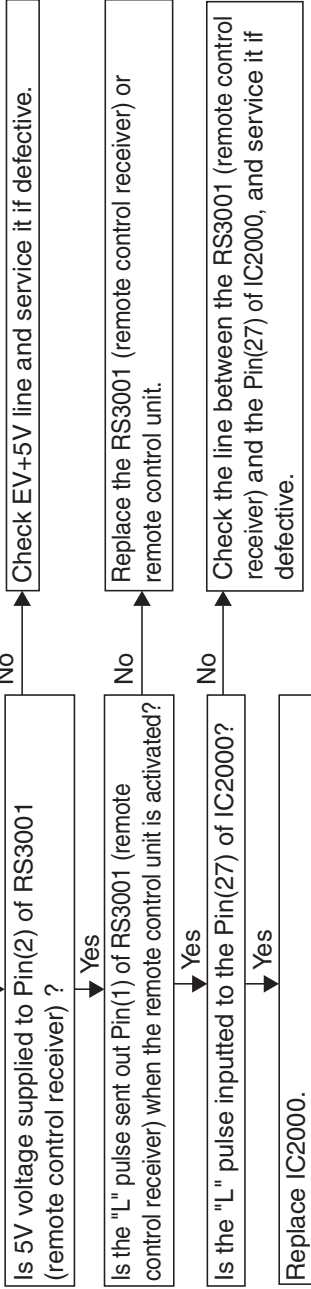 Is 5V voltage supplied to Pin(2) of RS3001
(remote control receiver) ?
No
Check EV+5V line and service it if defective.
Yes
Is the "L" pulse sent out Pin(1) of RS3001 (remote
control receiver) when the remote control unit is activated?
No
Replace the RS3001 (remote control receiver) or
remote control unit.
Yes
Is the "L" pulse inputted to the Pin(27) of IC2000?
No
Check the line between the RS3001 (remote control
receiver) and the Pin(27) of IC2000, and service it if
defective.
Yes
Replace IC2000.